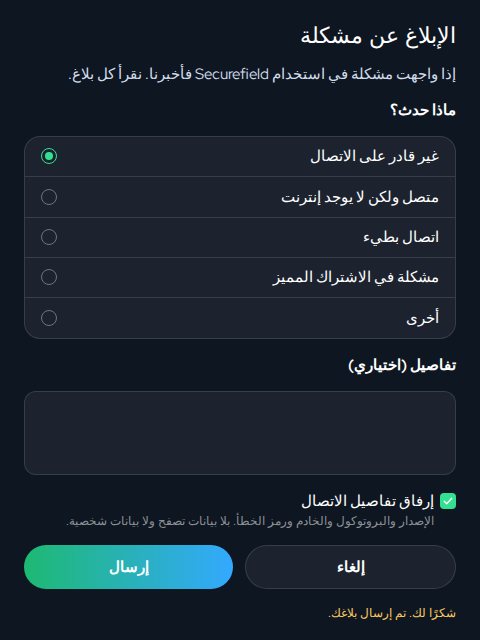 الإبلاغ عن مشكلة
إذا واجهت مشكلة في استخدام Securefield فأخبرنا. نقرأ كل بلاغ.
ماذا حدث؟
غير قادر على الاتصال
متصل ولكن لا يوجد إنترنت
اتصال بطيء
مشكلة في الاشتراك المميز
أخرى
تفاصيل (اختياري)
إرفاق تفاصيل الاتصال
الإصدار والبروتوكول والخادم ورمز الخطأ. بلا بيانات تصفح ولا بيانات شخصية.
إلغاء
إرسال
شكرًا لك. تم إرسال بلاغك.